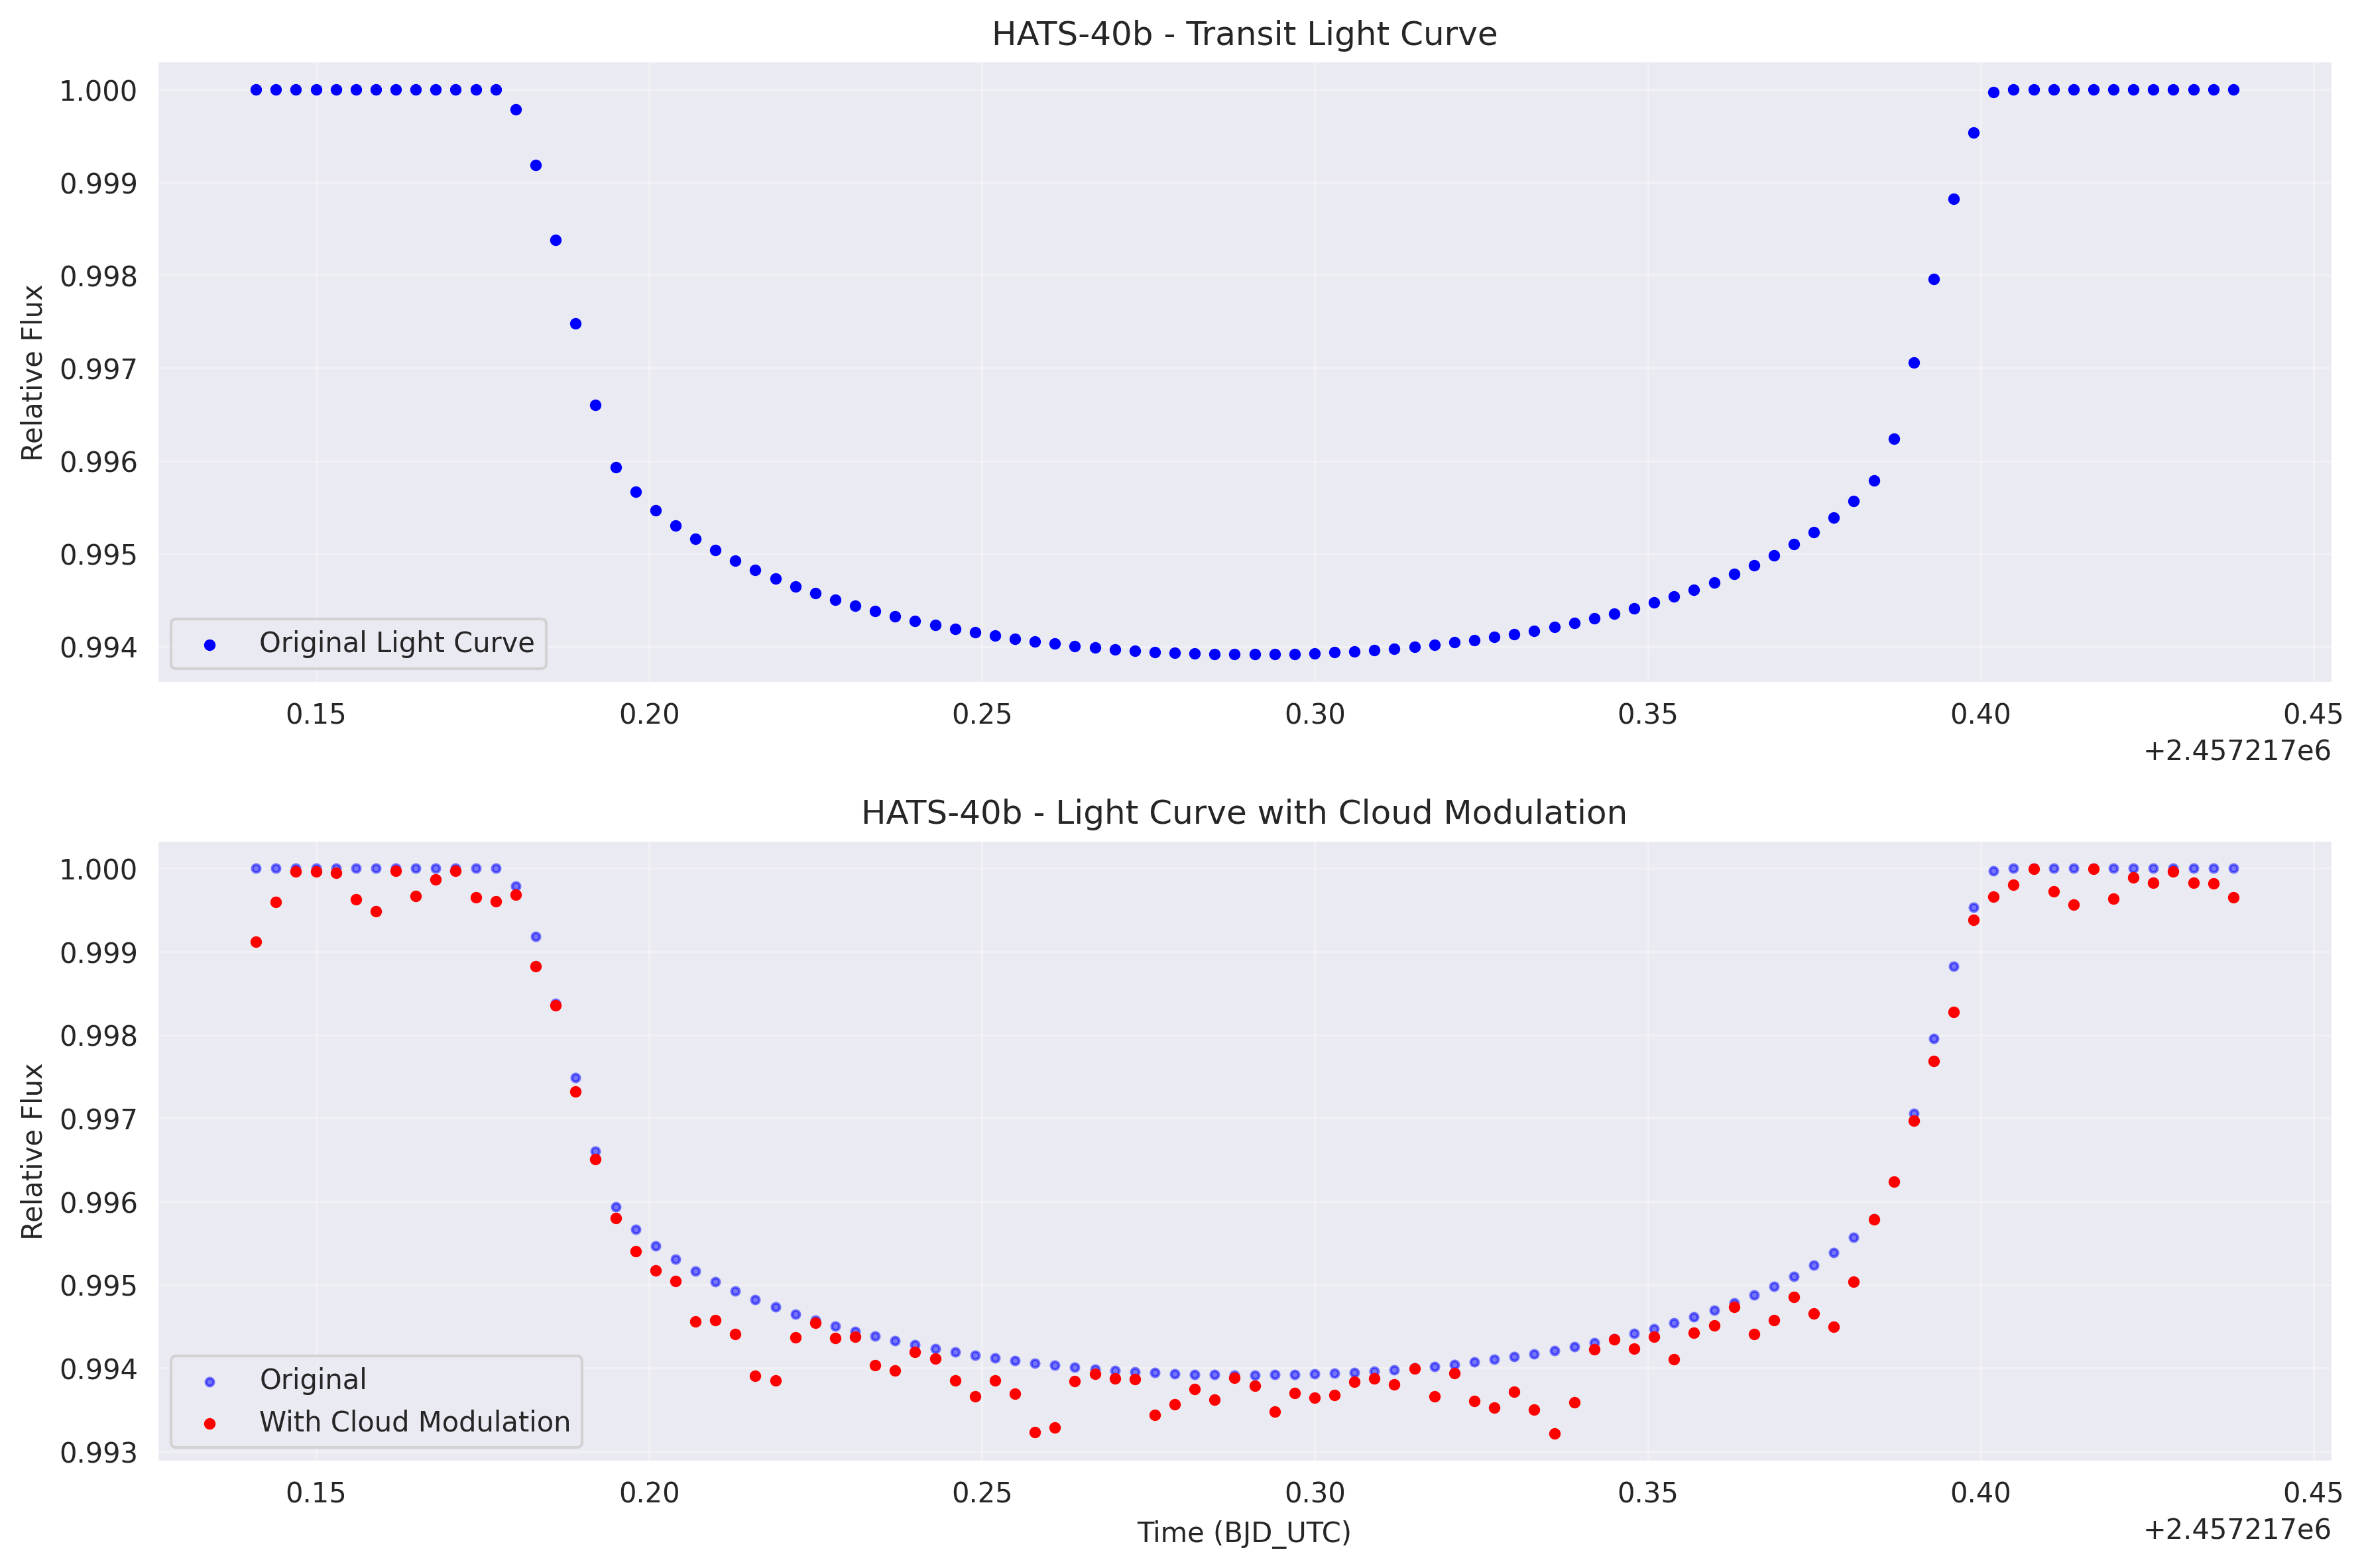 HATS-40b - Transit Light Curve
Relative Flux
1.000
0.999
0.998
0.997
0.996
0.995
0.994
Original Light Curve
0.15 0.20 0.25 0.30 0.35 0.40 0.45
+2.457217e6
HATS-40b - Light Curve with Cloud Modulation
Relative Flux
1.000
0.999
0.998
0.997
0.996
0.995
0.994
0.993
Original
With Cloud Modulation
0.15 0.20 0.25 0.30 0.35 0.40 0.45
Time (BJD_UTC)
+2.457217e6